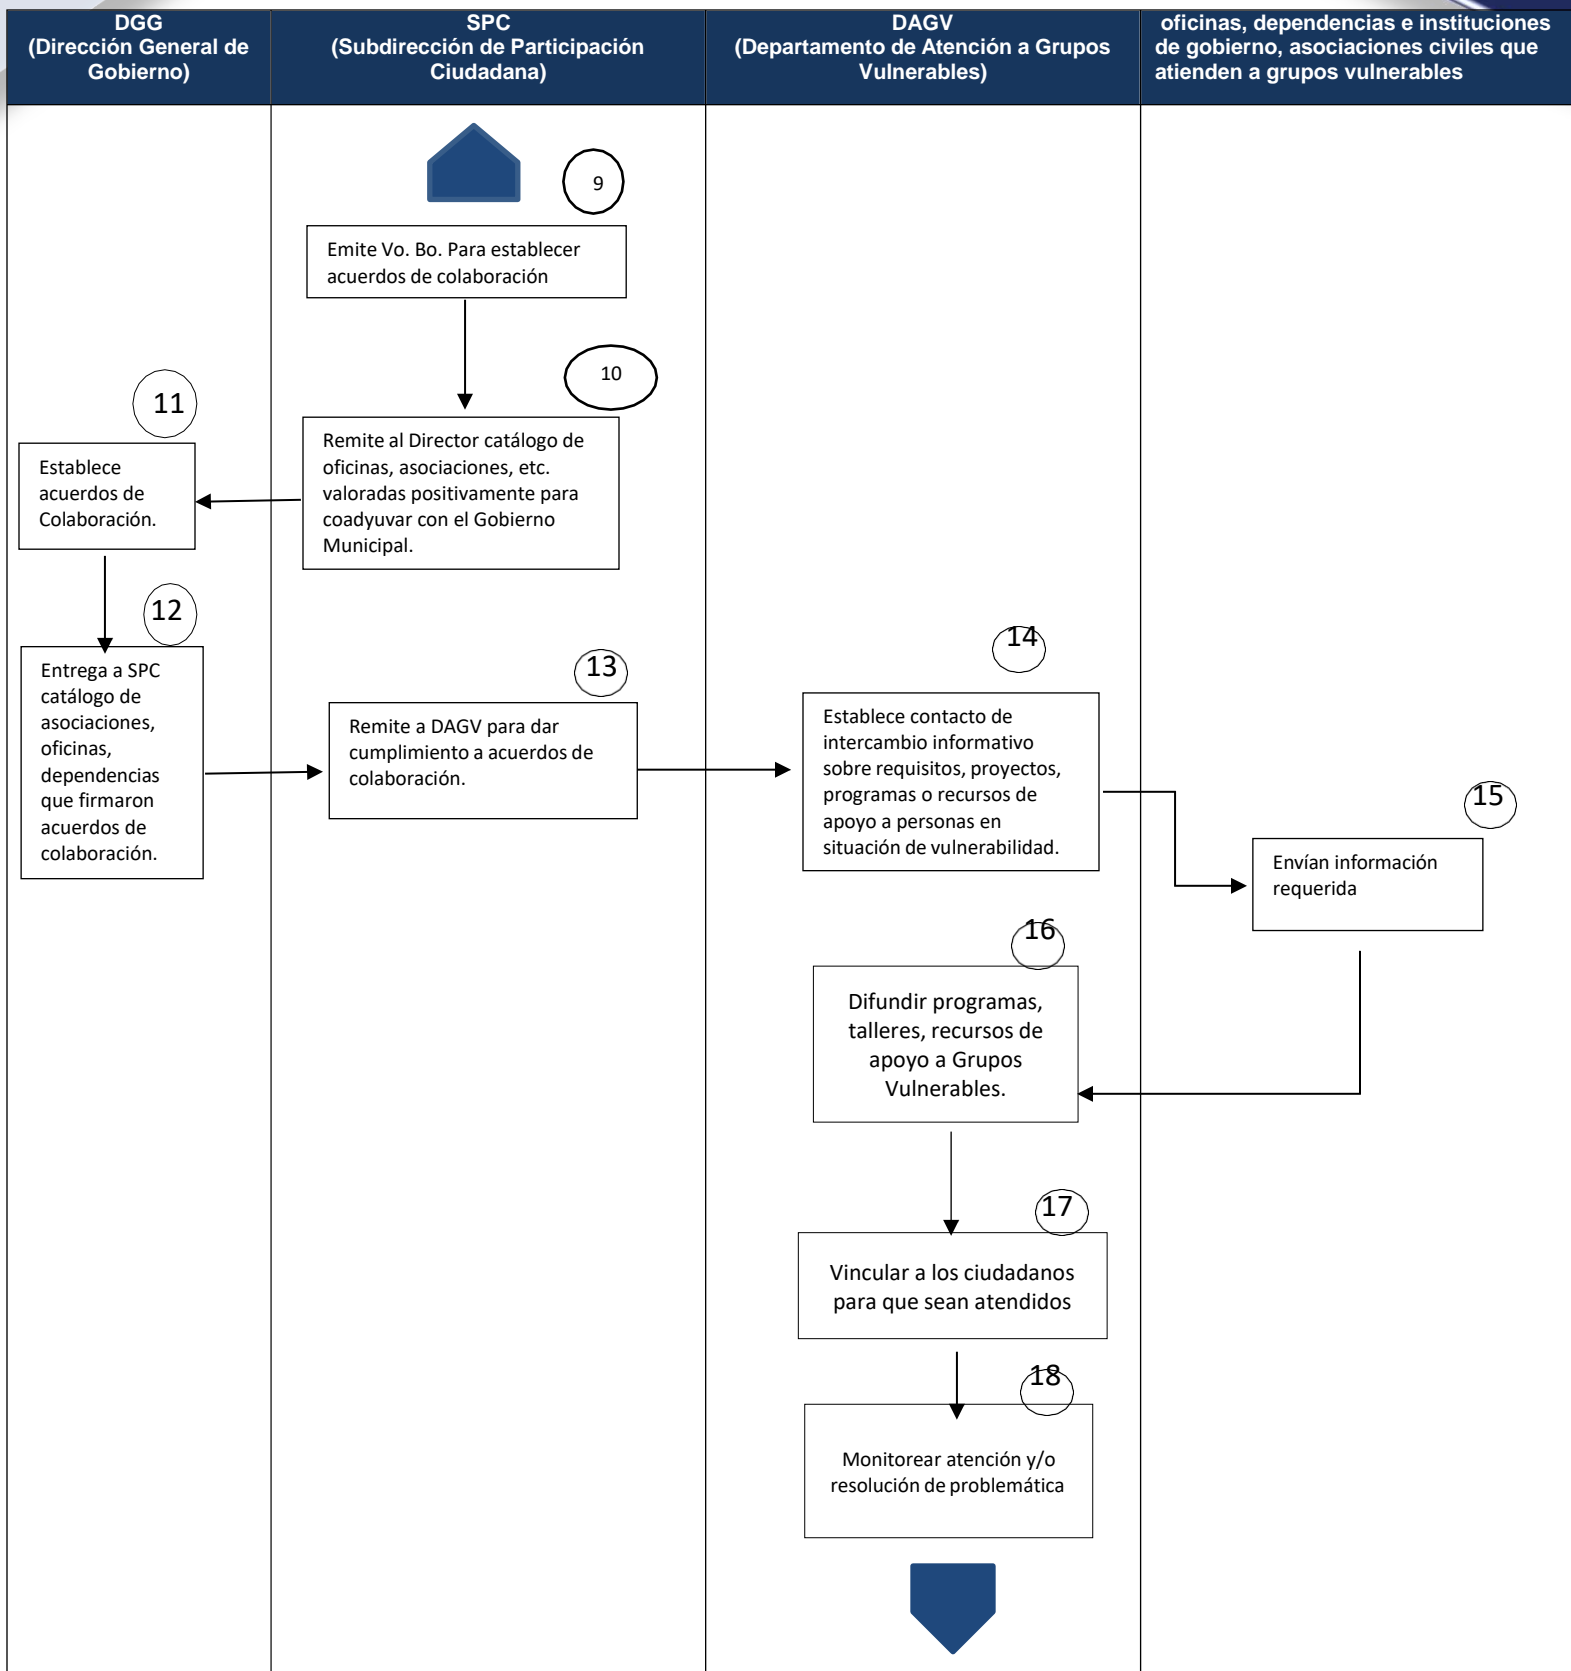 DGG
(Dirección General de
Gobierno)
SPC
(Subdirección de Participación
Ciudadana)
DAGV
(Departamento de Atención a Grupos
Vulnerables)
oficinas, dependencias e instituciones
de gobierno, asociaciones civiles que
atienden a grupos vulnerables
9
Emite Vo. Bo. Para establecer
acuerdos de colaboración
10
Remite al Director catálogo de
oficinas, asociaciones, etc.
valoradas positivamente para
coadyuvar con el Gobierno
Municipal.
11
Establece
acuerdos de
Colaboración.
12
Entrega a SPC
catálogo de
asociaciones,
oficinas,
dependencias
que firmaron
acuerdos de
colaboración.
13
Remite a DAGV para dar
cumplimiento a acuerdos de
colaboración.
14
Establece contacto de
intercambio informativo
sobre requisitos, proyectos,
programas o recursos de
apoyo a personas en
situación de vulnerabilidad.
15
Envían información
requerida
16
Difundir programas,
talleres, recursos de
apoyo a Grupos
Vulnerables.
17
Vincular a los ciudadanos
para que sean atendidos
18
Monitorear atención y/o
resolución de problemática